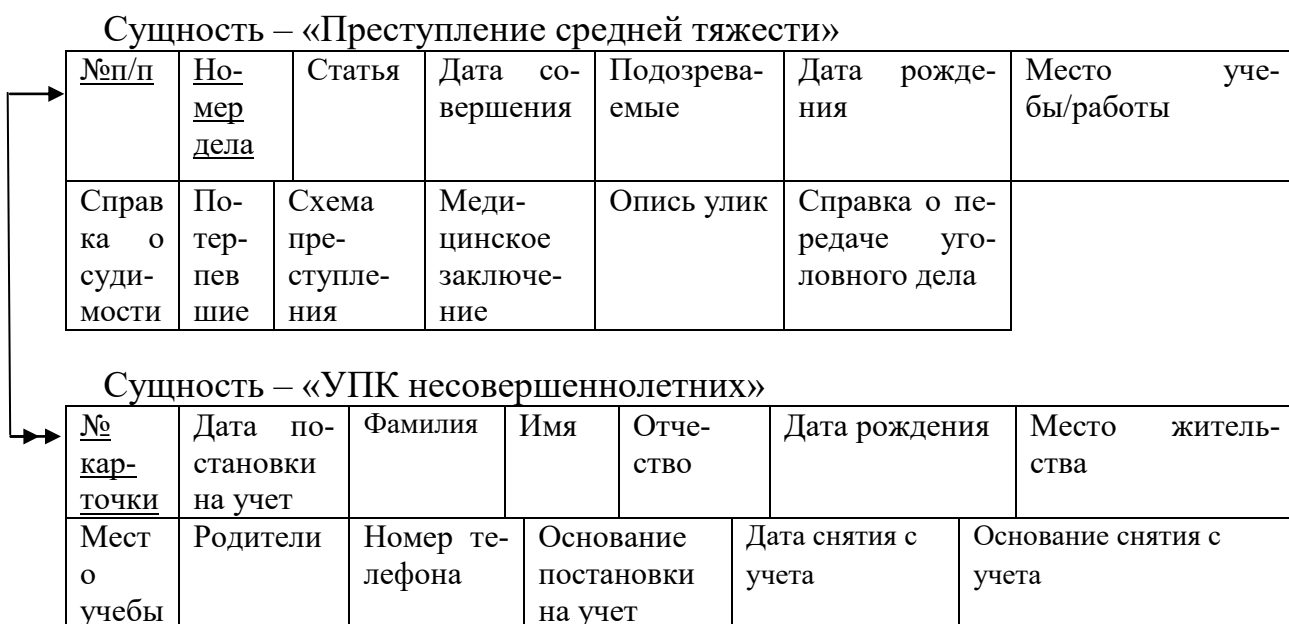 Сущность – «Преступление средней тяжести»
№п/п
Но-
мер
дела
Статья
Дата со-
вершения
Подозрева-
емые
Дата рожде-
ния
Место уче-
бы/работы
Справ
ка о
суди-
мости
По-
тер-
пев
шие
Схема
пре-
ступле-
ния
Меди-
цинское
заключе-
ние
Опись улик
Справка о пе-
редаче уго-
ловного дела
Сущность – «УПК несовершеннолетних»
№
кар-
точки
Дата по-
становки
на учет
Фамилия
Имя
Отче-
ство
Дата рождения
Место житель-
ства
Мест
о
учебы
Родители
Номер те-
лефона
Основание
постановки
на учет
Дата снятия с
учета
Основание снятия с
учета